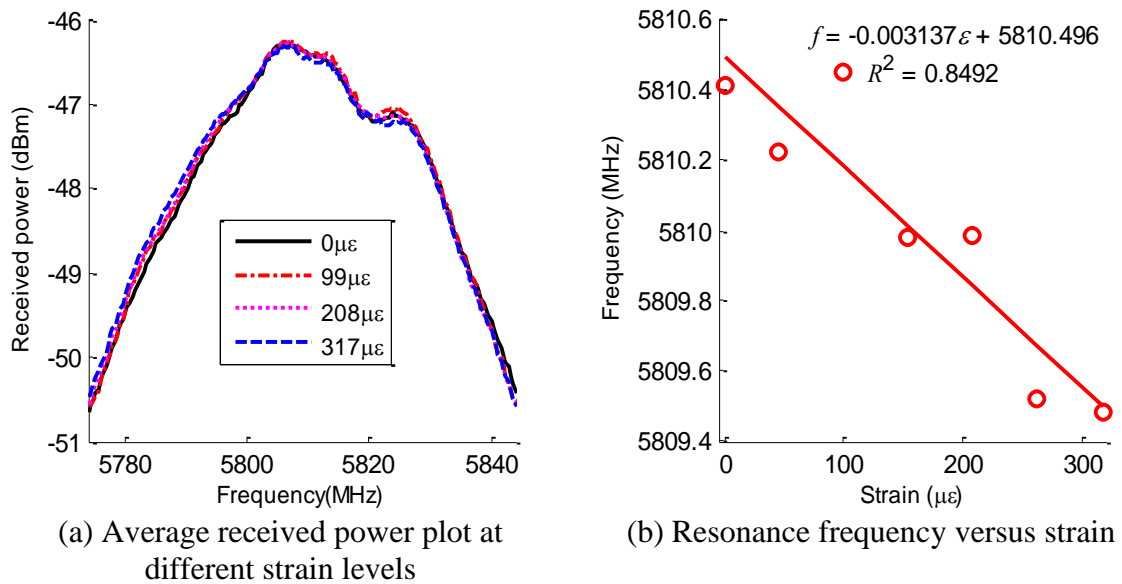 -46
-47
-48
-49
-50
-51
Received power (dBm)
0με
99με
208με
317με
5780
5800
5820
5840
Frequency(MHz)
(a) Average received power plot at
different strain levels
5810.6
5810.4
5810.2
5810
5809.8
5809.6
5809.4
Frequency (MHz)
f = -0.003137ε + 5810.496
R² = 0.8492
0
100
200
300
Strain (με)
(b) Resonance frequency versus strain